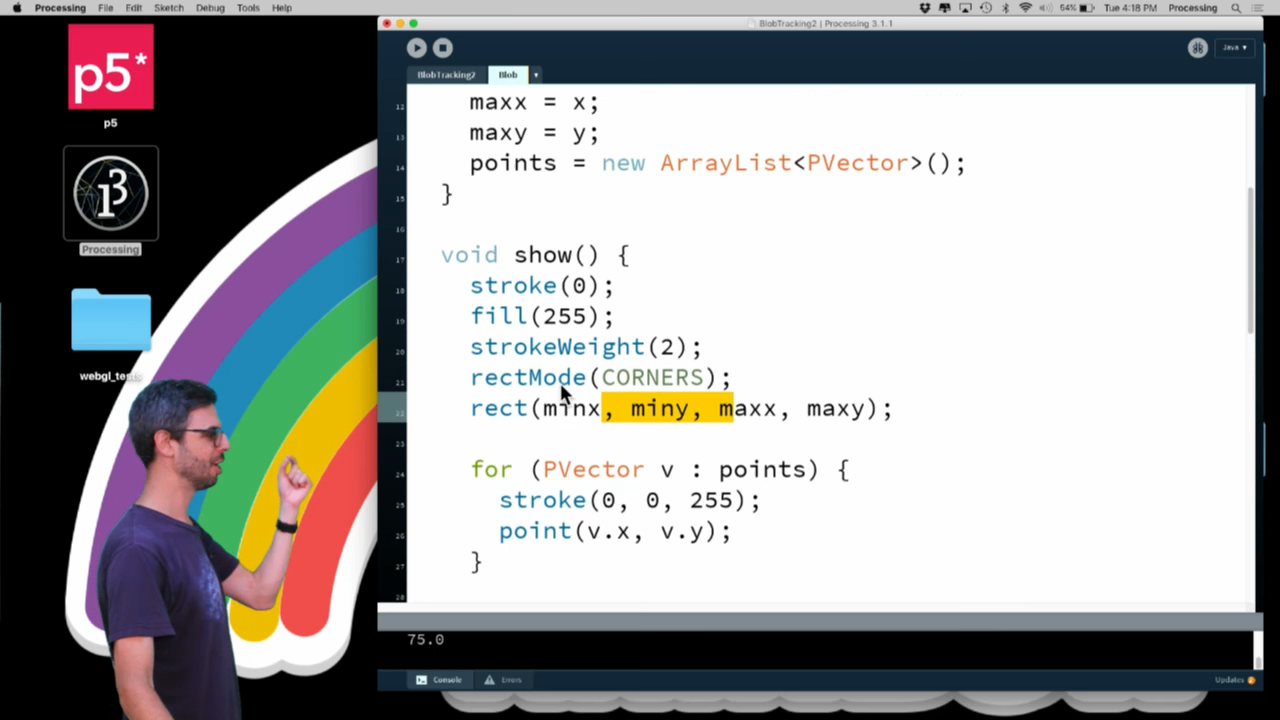 Processing File Edit Sketch Debug Tools Help 64% Tue 4:18 PM Processing
BlobTracking2 | Processing 3.1.1
Java ▾
BlobTracking2 Blob
p5*
p5
Processing
webgl_tests
12 maxx = x;
13 maxy = y;
14 points = new ArrayList<PVector>();
15 }
16
17 void show() {
18 stroke(0);
19 fill(255);
20 strokeWeight(2);
21 rectMode(CORNERS);
22 rect(minx, miny, maxx, maxy);
23
24 for (PVector v : points) {
25 stroke(0, 0, 255);
26 point(v.x, v.y);
27 }
28
75.0
Console Errors Updates 2